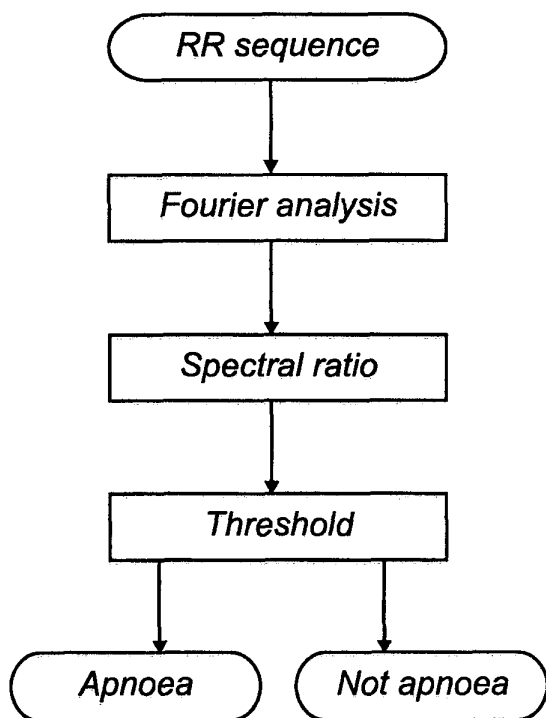 RR sequence
Fourier analysis
Spectral ratio
Threshold
Apnoea
Not apnoea